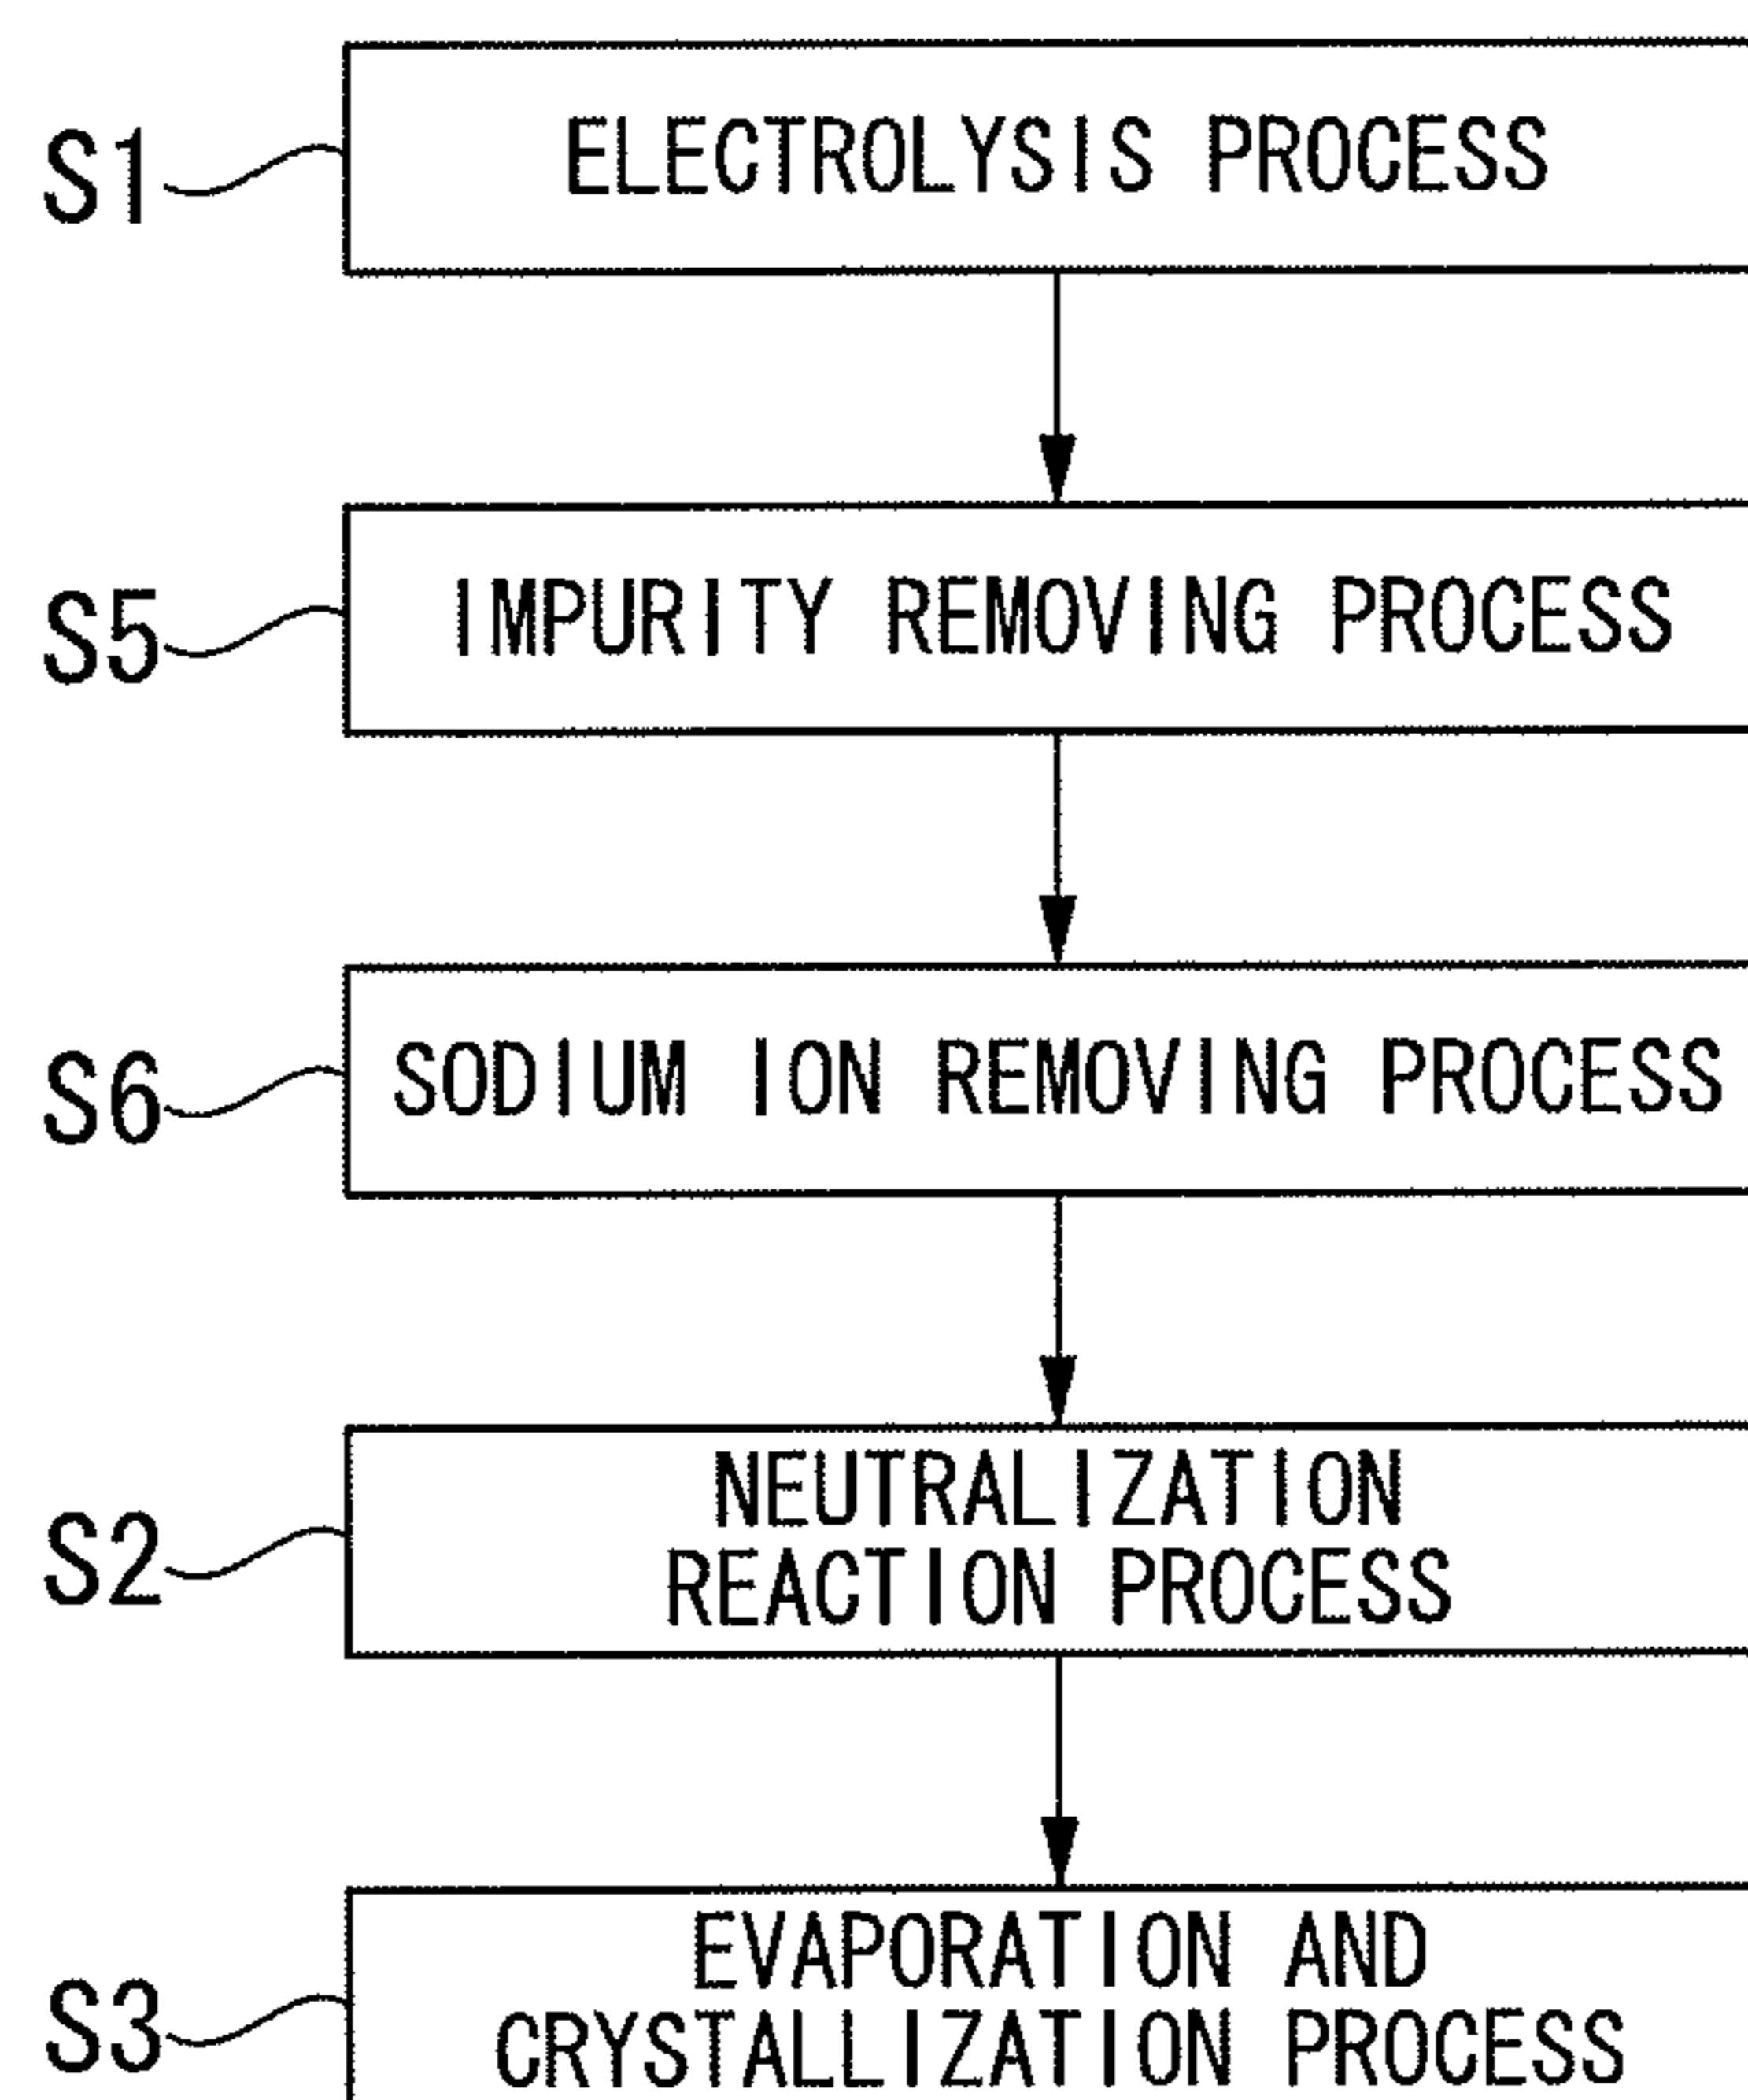 S1
ELECTROLYSIS PROCESS
S5
IMPURITY REMOVING PROCESS
S6
SODIUM ION REMOVING PROCESS
S2
NEUTRALIZATION
REACTION PROCESS
S3
EVAPORATION AND
CRYSTALLIZATION PROCESS